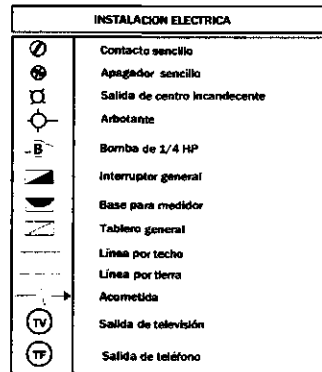 INSTALACION ELECTRICA
Contacto sencillo
Apagador sencillo
Salida de centro incandecente
Arbotante
B Bomba de 1/4 HP
Interruptor general
Base para medidor
Tablero general
Línea por techo
Línea por tierra
Acometida
TV Salida de televisión
TF Salida de teléfono